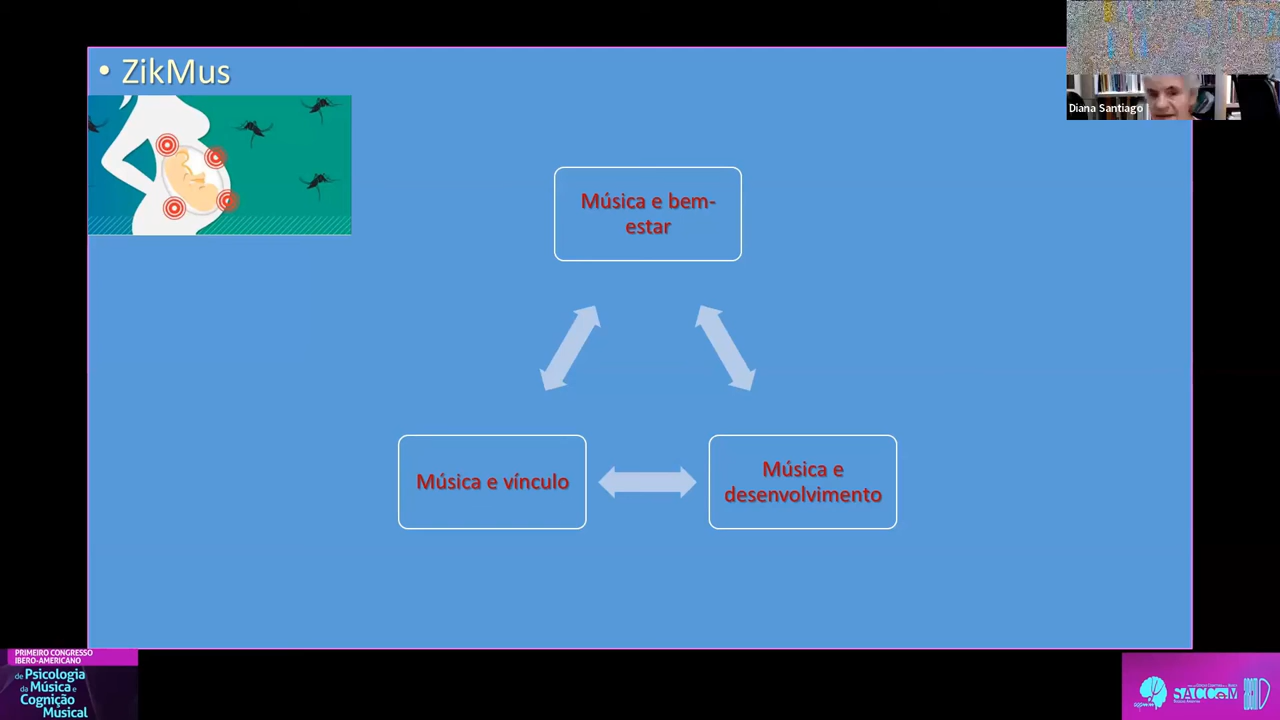 • ZikMus
Diana Santiago
Música e bem-
estar
Música e vínculo
Música e
desenvolvimento
PRIMEIRO CONGRESSO
IBERO-AMERICANO
de Psicologia
da Música e
Cognição
Musical
SACCoM